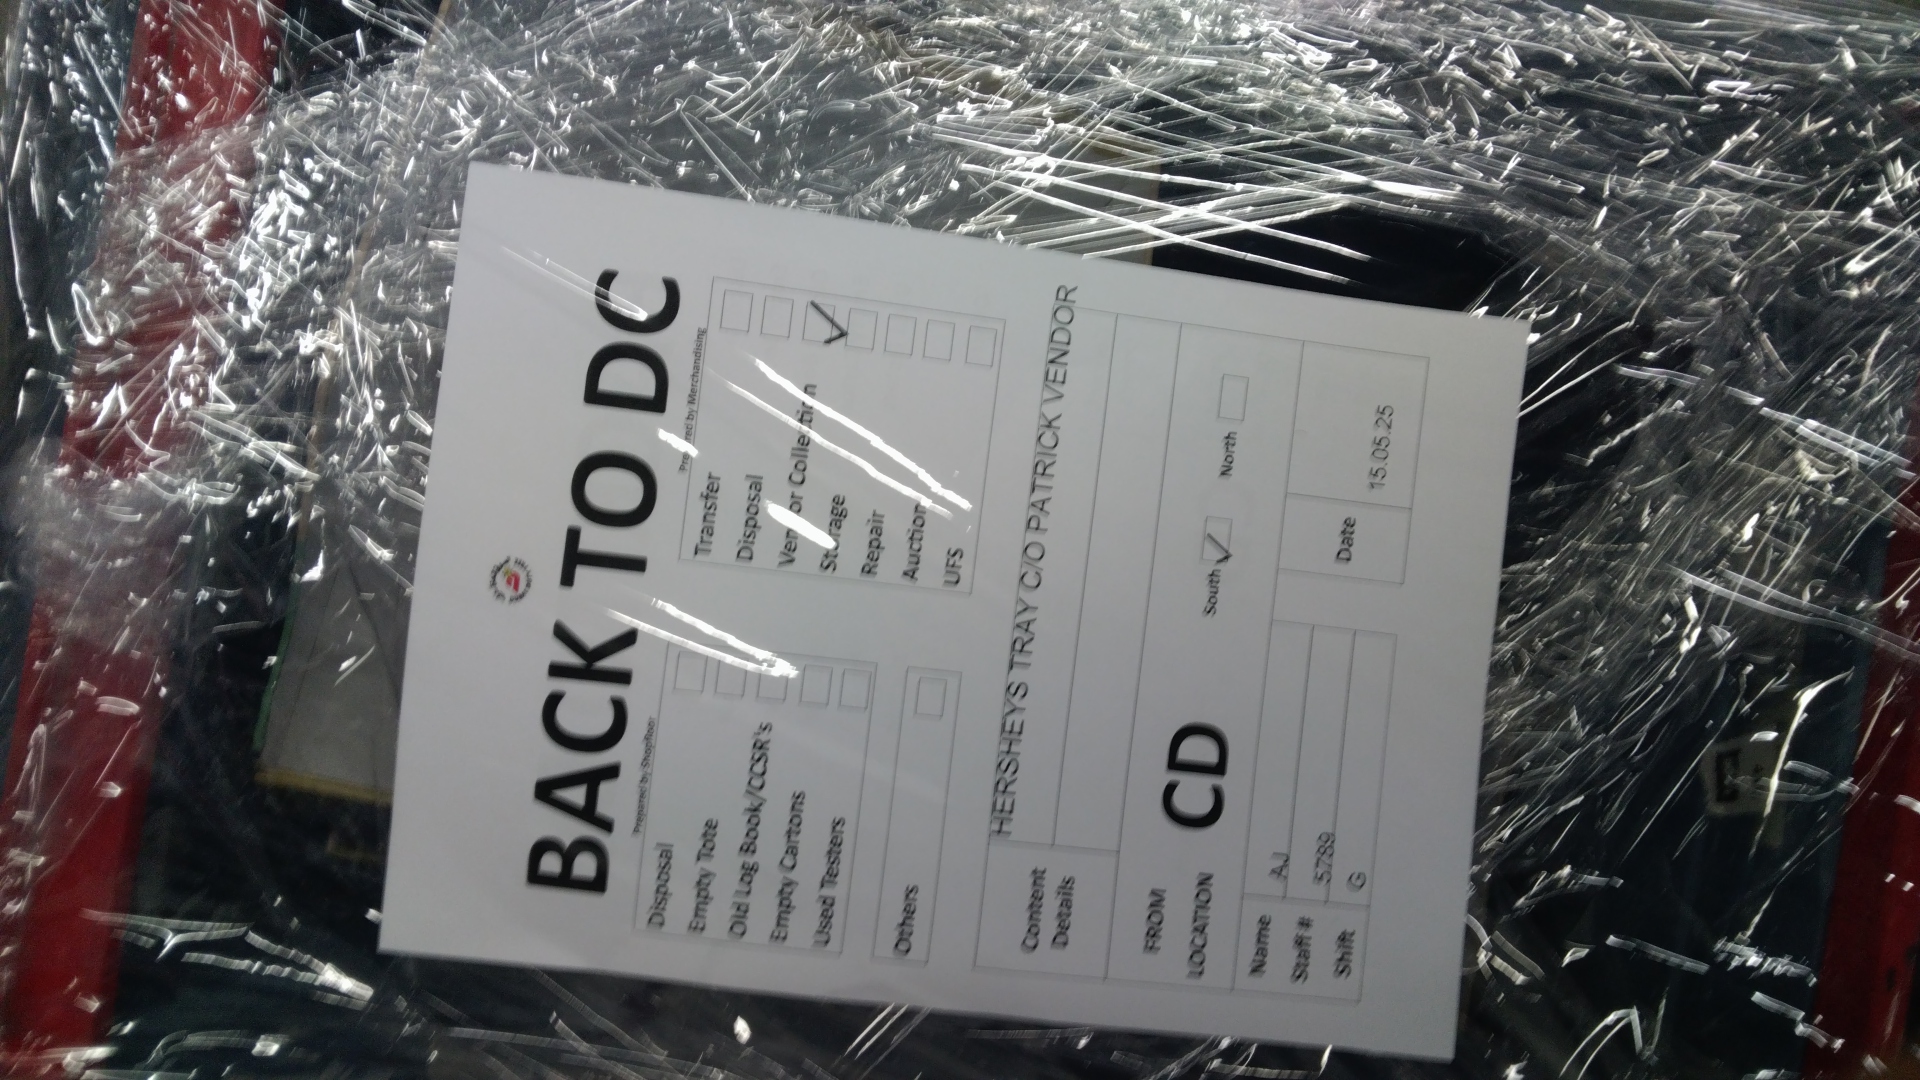 BACK TO DC
Prepared by Shopfloor
Disposal
Empty Tote
Old Log Book/CCSR's
Empty Cartons
Used Testers
Others
Prepared by Merchandising
Transfer
Disposal
Vendor Collection
Storage
Repair
Auction
UFS
Content Details
HERSHEYS TRAY C/O PATRICK VENDOR
FROM LOCATION
CD
South
North
Name AJ
Staff # 5789
Shift G
Date 15.05.25